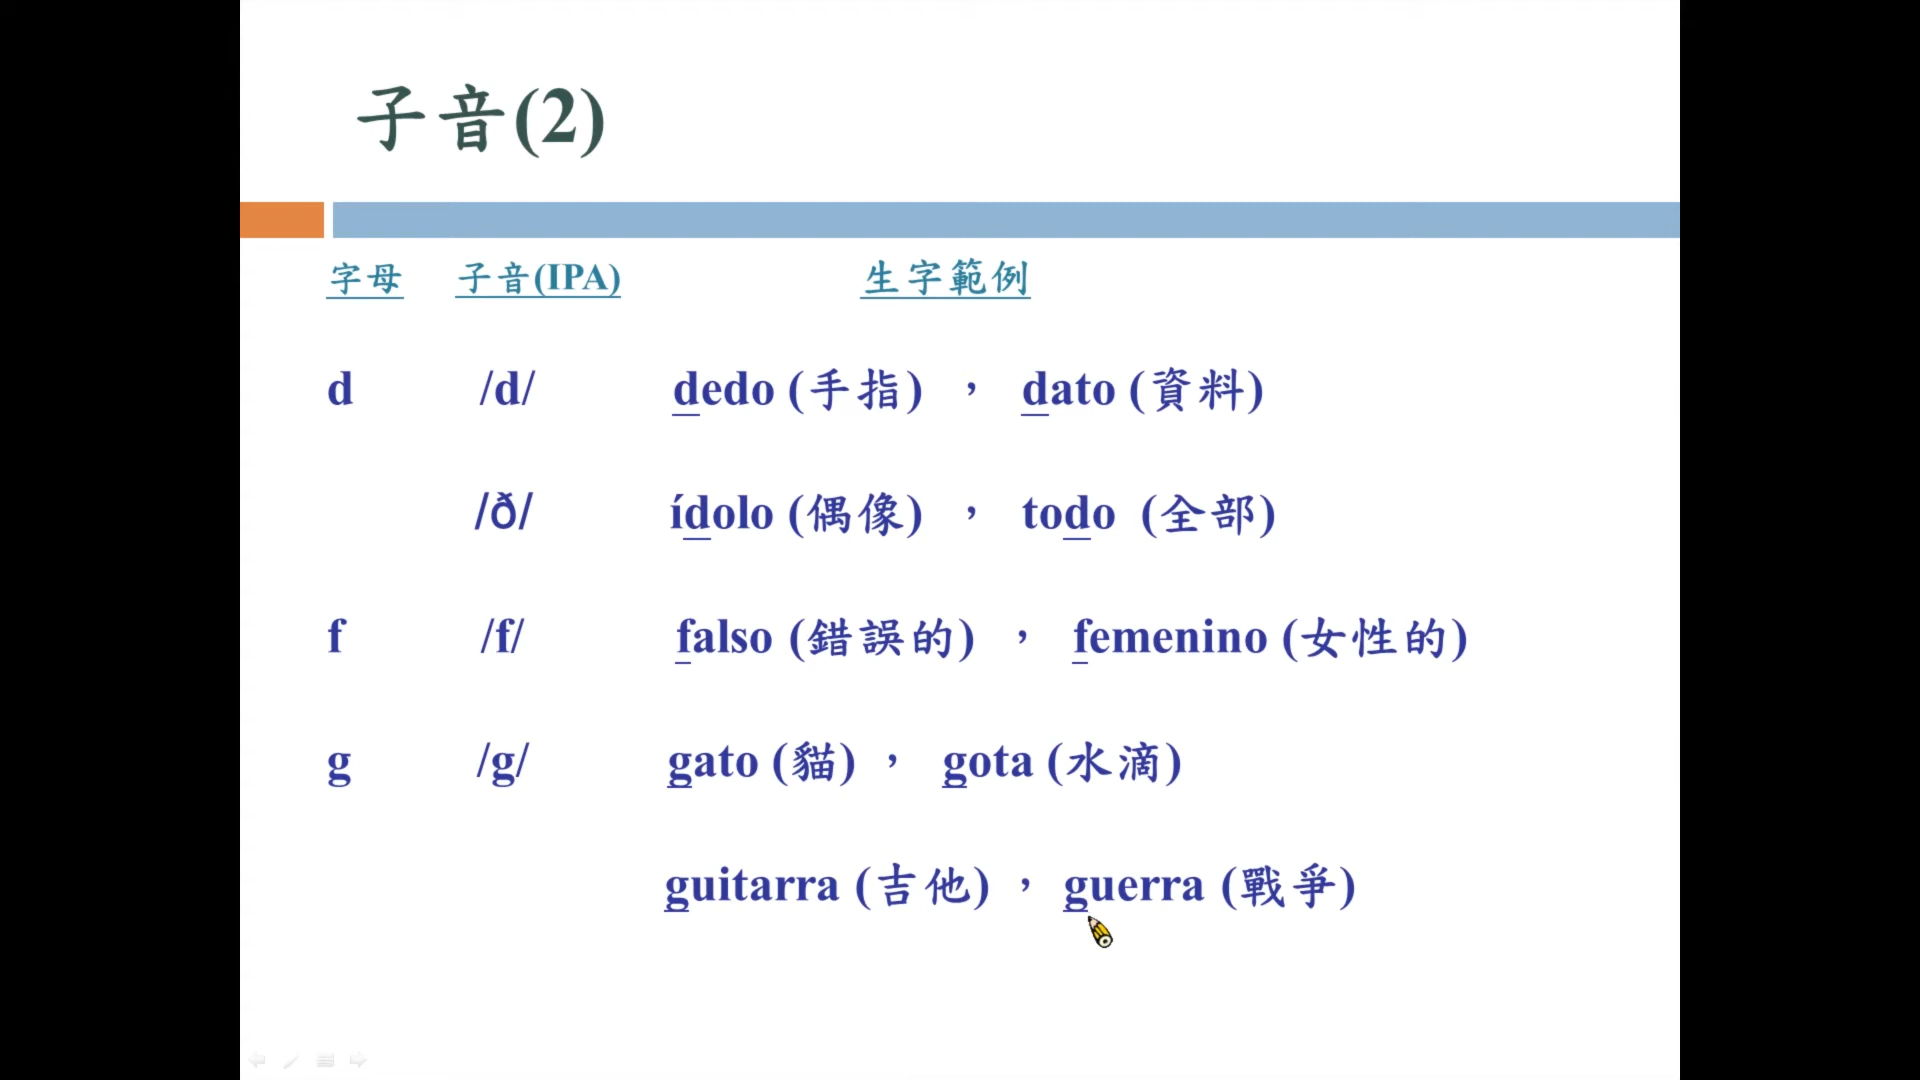 子音(2)
字母 子音(IPA) 生字範例
d /d/ dedo (手指) , dato (資料)
/ð/ ídolo (偶像) , todo (全部)
f /f/ falso (錯誤的) , femenino (女性的)
g /g/ gato (貓) , gota (水滴)
guitarra (吉他) , guerra (戰爭)